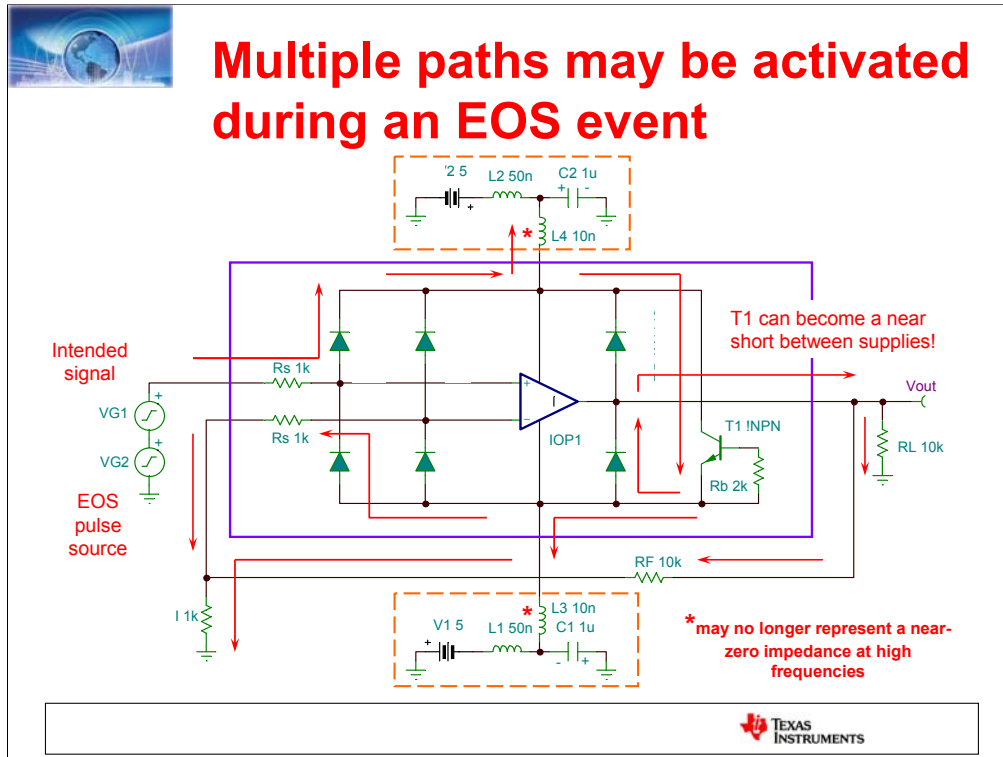 Multiple paths may be activated
during an EOS event
'2 5
L2 50n
C2 1u
+
-
+
* L4 10n
T1 can become a near
short between supplies!
Intended
signal
Rs 1k
+
VG1
+
VG2
Rs 1k
+
-
IOP1
Vout
T1 !NPN
RL 10k
Rb 2k
EOS
pulse
source
RF 10k
I 1k
* L3 10n
V1 5
+
L1 50n
C1 1u
-
+
*may no longer represent a near-
zero impedance at high
frequencies
TEXAS
INSTRUMENTS